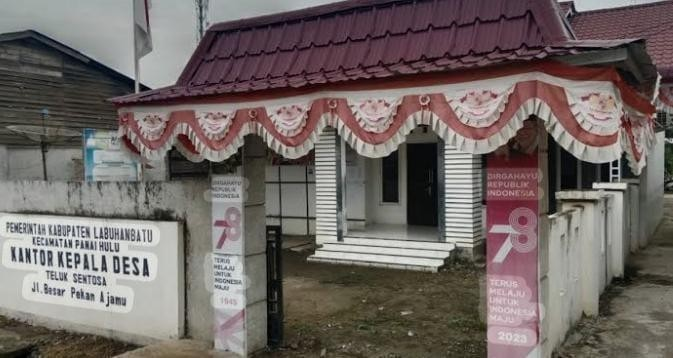 PEMERINTAH KABUPATEN LABUHANBATU
KECAMATAN PANAI HULU
KANTOR KEPALA DESA
TELUK SENTOSA
Jl. Besar Pekan Ajamu
DIRGAHAYU
REPUBLIK
INDONESIA
78
TERUS
MELAJU
UNTUK
INDONESIA
MAJU
1945
DIRGAHAYU
REPUBLIK
INDONESIA
78
TERUS
MELAJU
UNTUK
INDONESIA
MAJU
2023